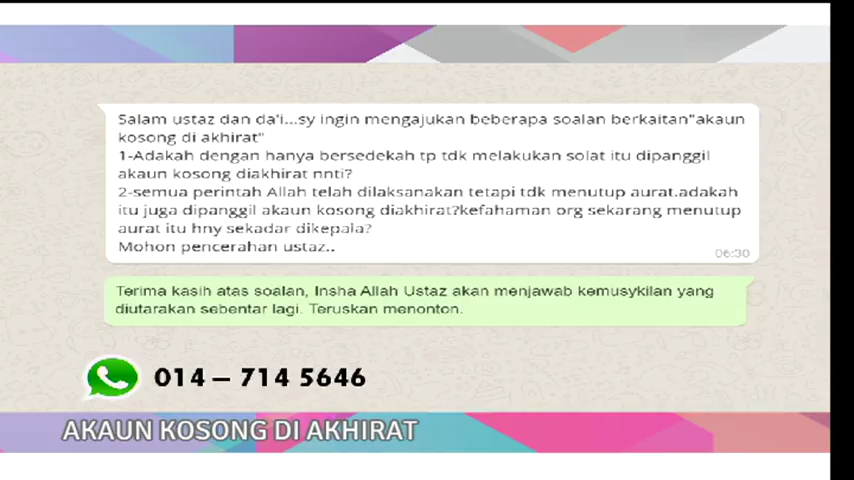 Salam ustaz dan da'i...sy ingin mengajukan beberapa soalan berkaitan"akaun
kosong di akhirat"
1-Adakah dengan hanya bersedekah tp tdk melakukan solat itu dipanggil
akaun kosong diakhirat nnti?
2-semua perintah Allah telah dilaksanakan tetapi tdk menutup aurat.adakah
itu juga dipanggil akaun kosong diakhirat?kefahaman org sekarang menutup
aurat itu hny sekadar dikepala?
Mohon pencerahan ustaz..
06:30
Terima kasih atas soalan, Insha Allah Ustaz akan menjawab kemusykilan yang
diutarakan sebentar lagi. Teruskan menonton.
014 – 714 5646
AKAUN KOSONG DI AKHIRAT